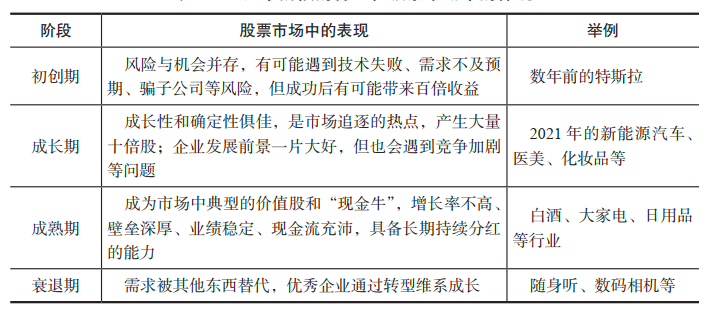 阶段 股票市场中的表现 举例
初创期
风险与机会并存，有可能遇到技术失败、需求不及预
期、骗子公司等风险，但成功后有可能带来百倍收益
数年前的特斯拉
成长期
成长性和确定性俱佳，是市场追逐的热点，产生大量
十倍股；企业发展前景一片大好，但也会遇到竞争加剧
等问题
2021 年的新能源汽车、
医美、化妆品等
成熟期
成为市场中典型的价值股和“现金牛”，增长率不高、
壁垒深厚、业绩稳定、现金流充沛，具备长期持续分红
的能力
白酒、大家电、日用品
等行业
衰退期
需求被其他东西替代，优秀企业通过转型维系成长
随身听、数码相机等